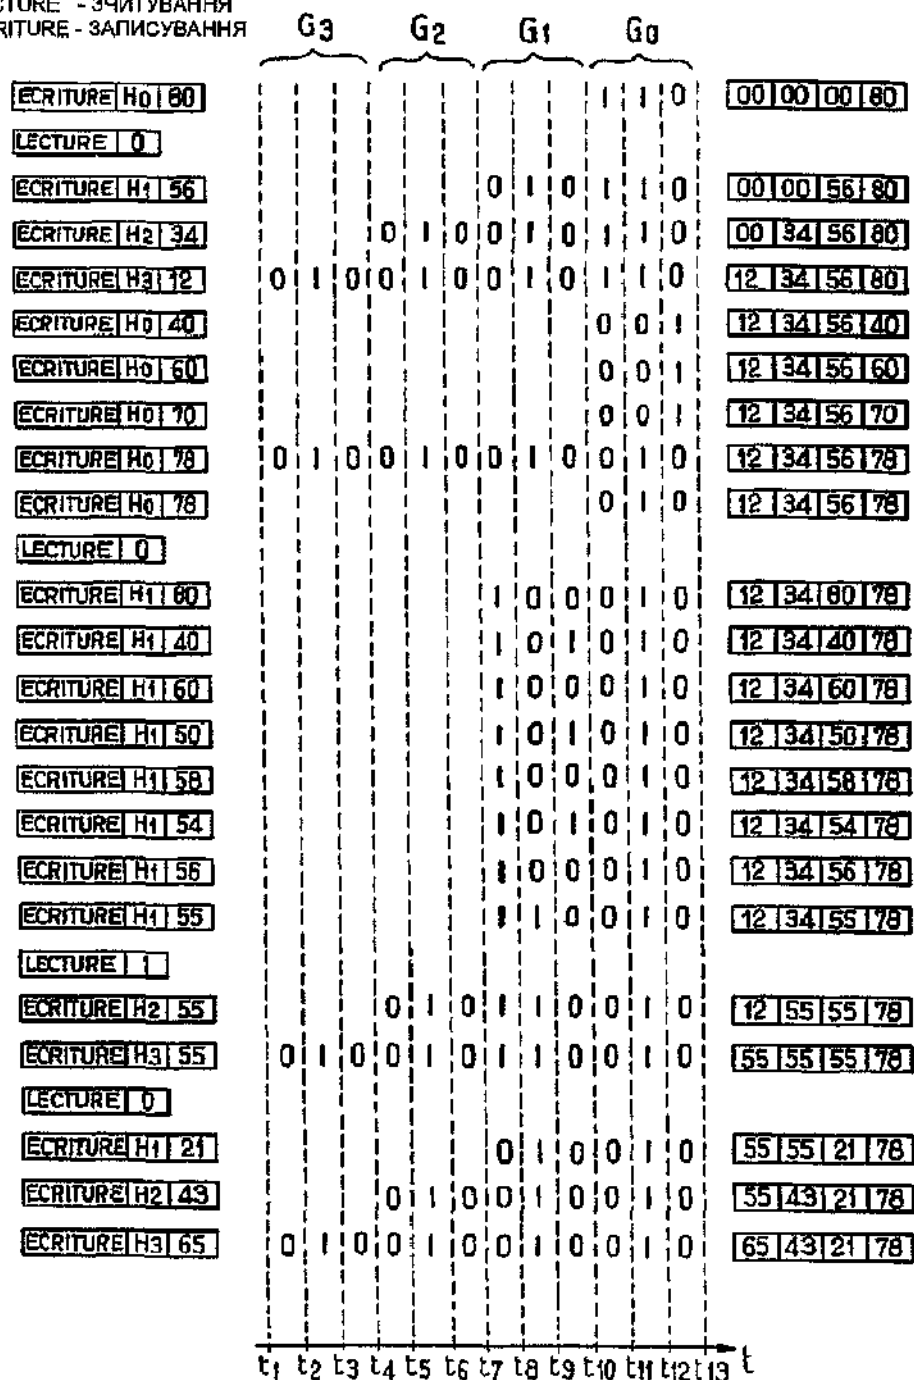 CTURE - ЗЧИТУВАННЯ
RITURE - ЗАПИСУВАННЯ
G3 G2 G1 G0
ECRITURE H0 80 1 1 0 00 00 00 80
LECTURE 0
ECRITURE H1 56 0 1 0 1 1 0 00 00 56 80
ECRITURE H2 34 0 1 0 0 1 0 1 1 0 00 34 56 80
ECRITURE H3 12 0 1 0 0 1 0 0 1 0 1 1 0 12 34 56 80
ECRITURE H0 40 0 0 1 12 34 56 40
ECRITURE H0 60 0 0 1 12 34 56 60
ECRITURE H0 70 0 0 1 12 34 56 70
ECRITURE H0 78 0 1 0 0 1 0 0 1 0 0 1 0 12 34 56 78
ECRITURE H0 78 0 1 0 12 34 56 78
LECTURE 0
ECRITURE H1 80 1 0 0 0 1 0 12 34 80 78
ECRITURE H1 40 1 0 1 0 1 0 12 34 40 78
ECRITURE H1 60 1 0 0 0 1 0 12 34 60 78
ECRITURE H1 50 1 0 1 0 1 0 12 34 50 78
ECRITURE H1 58 1 0 0 0 1 0 12 34 58 78
ECRITURE H1 54 1 0 1 0 1 0 12 34 54 78
ECRITURE H1 56 1 0 0 0 1 0 12 34 56 78
ECRITURE H1 55 1 1 0 0 1 0 12 34 55 78
LECTURE 1
ECRITURE H2 55 0 1 0 1 1 0 0 1 0 12 55 55 78
ECRITURE H3 55 0 1 0 0 1 0 1 1 0 0 1 0 55 55 55 78
LECTURE 0
ECRITURE H1 21 0 1 0 0 1 0 55 55 21 78
ECRITURE H2 43 0 1 0 0 1 0 0 1 0 55 43 21 78
ECRITURE H3 65 0 1 0 0 1 0 0 1 0 0 1 0 65 43 21 78
t1 t2 t3 t4 t5 t6 t7 t8 t9 t10 t11 t12 t13 t